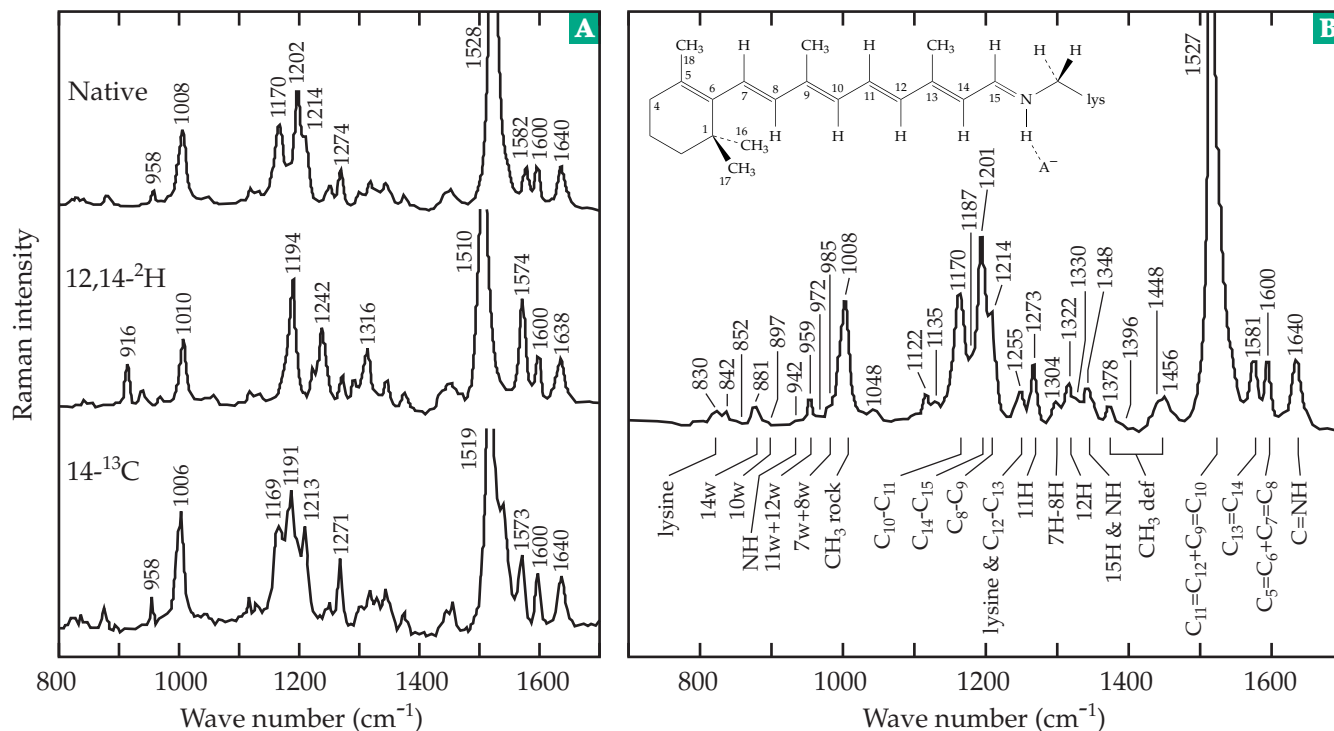 A
Raman intensity
Native
958
1008
1170
1202
1214
1274
1528
1582
1600
1640
12,14-²H
916
1010
1194
1242
1316
1510
1574
1600
1638
14-¹³C
958
1006
1169
1191
1213
1271
1519
1573
1600
1640
800 1000 1200 1400 1600
Wave number (cm⁻¹)
B
CH₃
18
5
6
4
1
16
CH₃
CH₃
17
H
7
8
H
CH₃
9
10
H
H
11
12
H
CH₃
13
14
H
H
15
N
H
A⁻
H
H
lys
830
842
852
881
897
942
959
972
985
1008
1048
1122
1135
1170
1187
1201
1214
1255
1273
1304
1322
1330
1348
1378
1396
1448
1456
1527
1581
1600
1640
lysine
14w
10w
NH
11w+12w
7w+8w
CH₃ rock
C₁₀-C₁₁
C₁₄-C₁₅
C₈-C₉
lysine & C₁₂-C₁₃
11H
7H-8H
12H
15H & NH
CH₃ def
C₁₁=C₁₂+C₉=C₁₀
C₁₃=C₁₄
C₅=C₆+C₇=C₈
C=NH
800 1000 1200 1400 1600
Wave number (cm⁻¹)